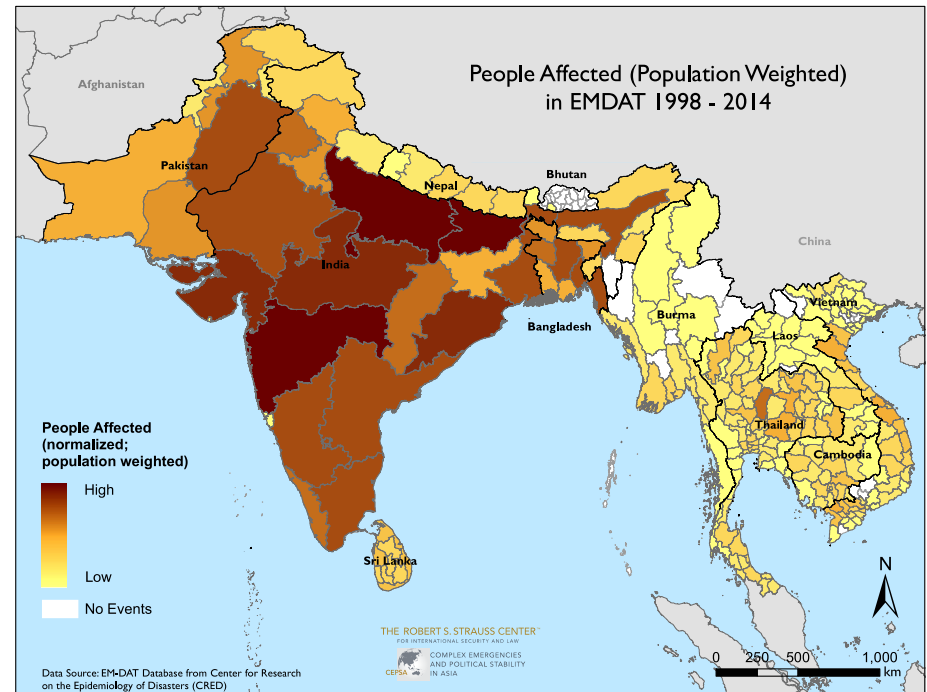 People Affected (Population Weighted)
in EMDAT 1998 - 2014
Afghanistan
Pakistan
Nepal
Bhutan
China
India
Bangladesh
Burma
Vietnam
Laos
Thailand
Cambodia
Sri Lanka
People Affected
(normalized;
population weighted)
High
Low
No Events
N
0 250 500 1,000
km
THE ROBERT S. STRAUSS CENTER™
FOR INTERNATIONAL SECURITY AND LAW
CEPSA
COMPLEX EMERGENCIES
AND POLITICAL STABILITY
IN ASIA
Data Source: EM-DAT Database from Center for Research
on the Epidemiology of Disasters (CRED)